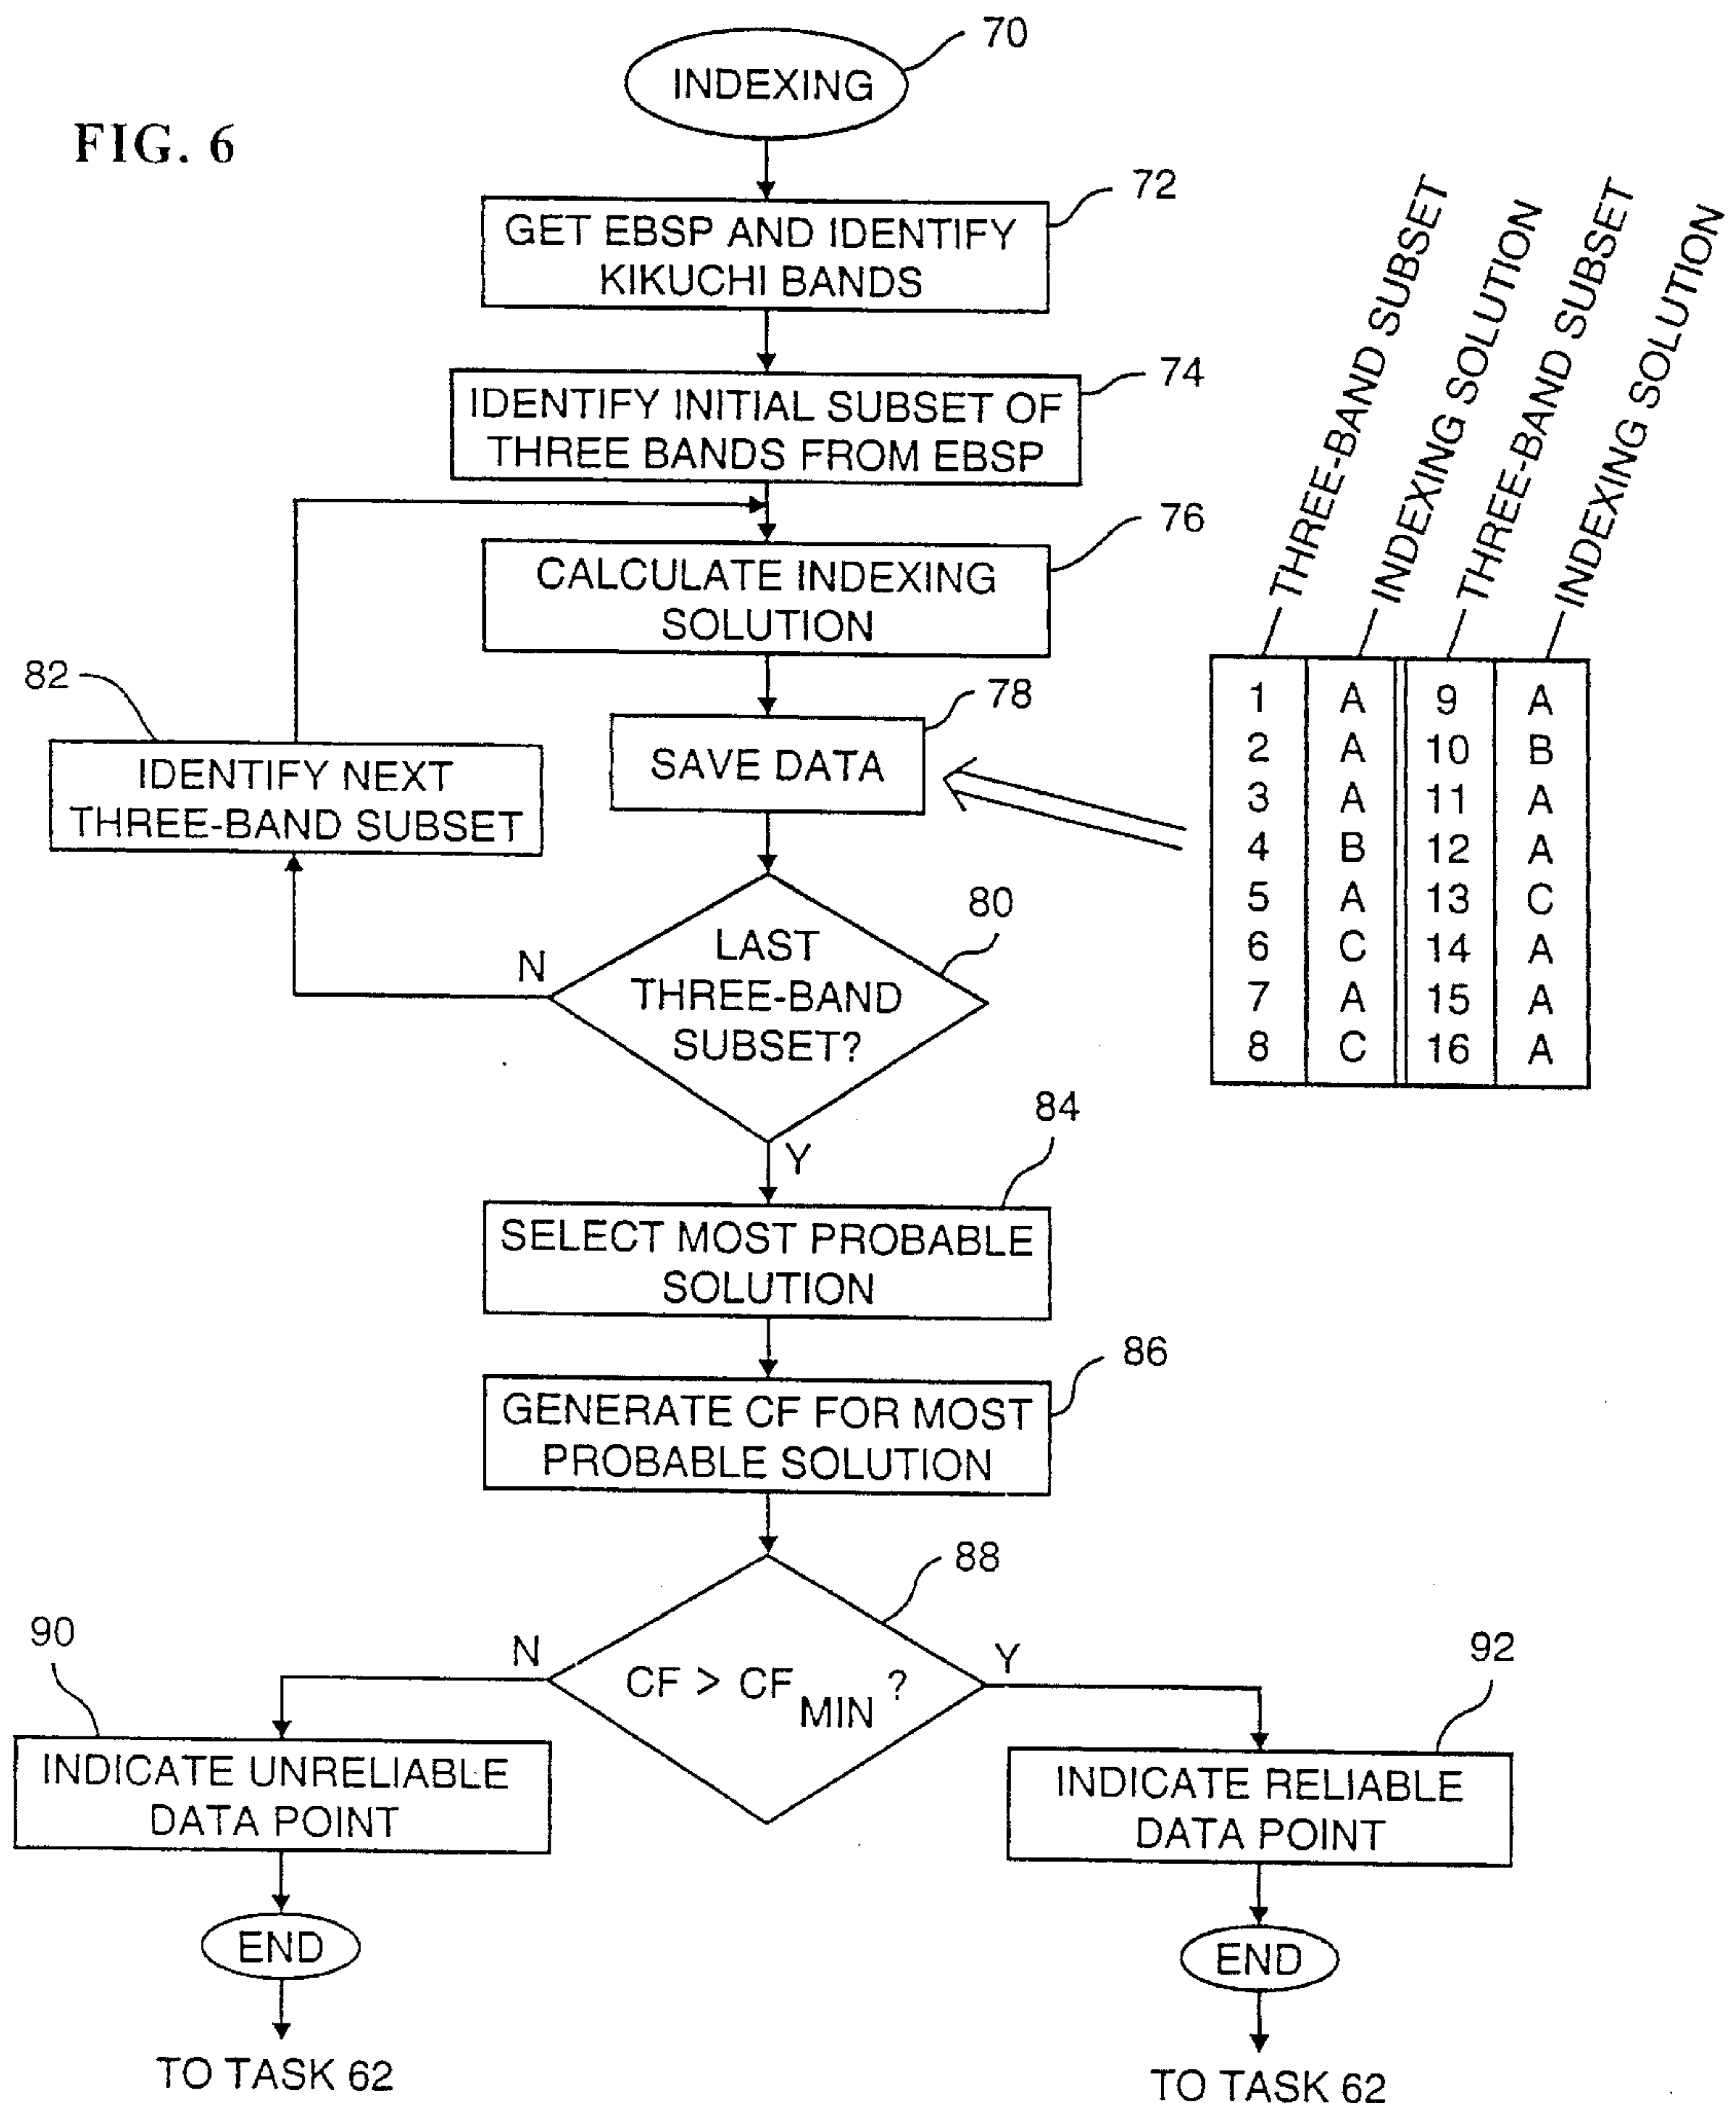 FIG. 6
INDEXING
70
GET EBSP AND IDENTIFY
KIKUCHI BANDS
72
IDENTIFY INITIAL SUBSET OF
THREE BANDS FROM EBSP
74
CALCULATE INDEXING
SOLUTION
76
SAVE DATA
78
82
IDENTIFY NEXT
THREE-BAND SUBSET
THREE-BAND SUBSET
INDEXING SOLUTION
THREE-BAND SUBSET
INDEXING SOLUTION
1 A 9 A
2 A 10 B
3 A 11 A
4 B 12 A
5 A 13 C
6 C 14 A
7 A 15 A
8 C 16 A
LAST
THREE-BAND
SUBSET?
80
N
Y
SELECT MOST PROBABLE
SOLUTION
84
GENERATE CF FOR MOST
PROBABLE SOLUTION
86
CF > CF MIN ?
88
N
Y
90
INDICATE UNRELIABLE
DATA POINT
END
TO TASK 62
92
INDICATE RELIABLE
DATA POINT
END
TO TASK 62